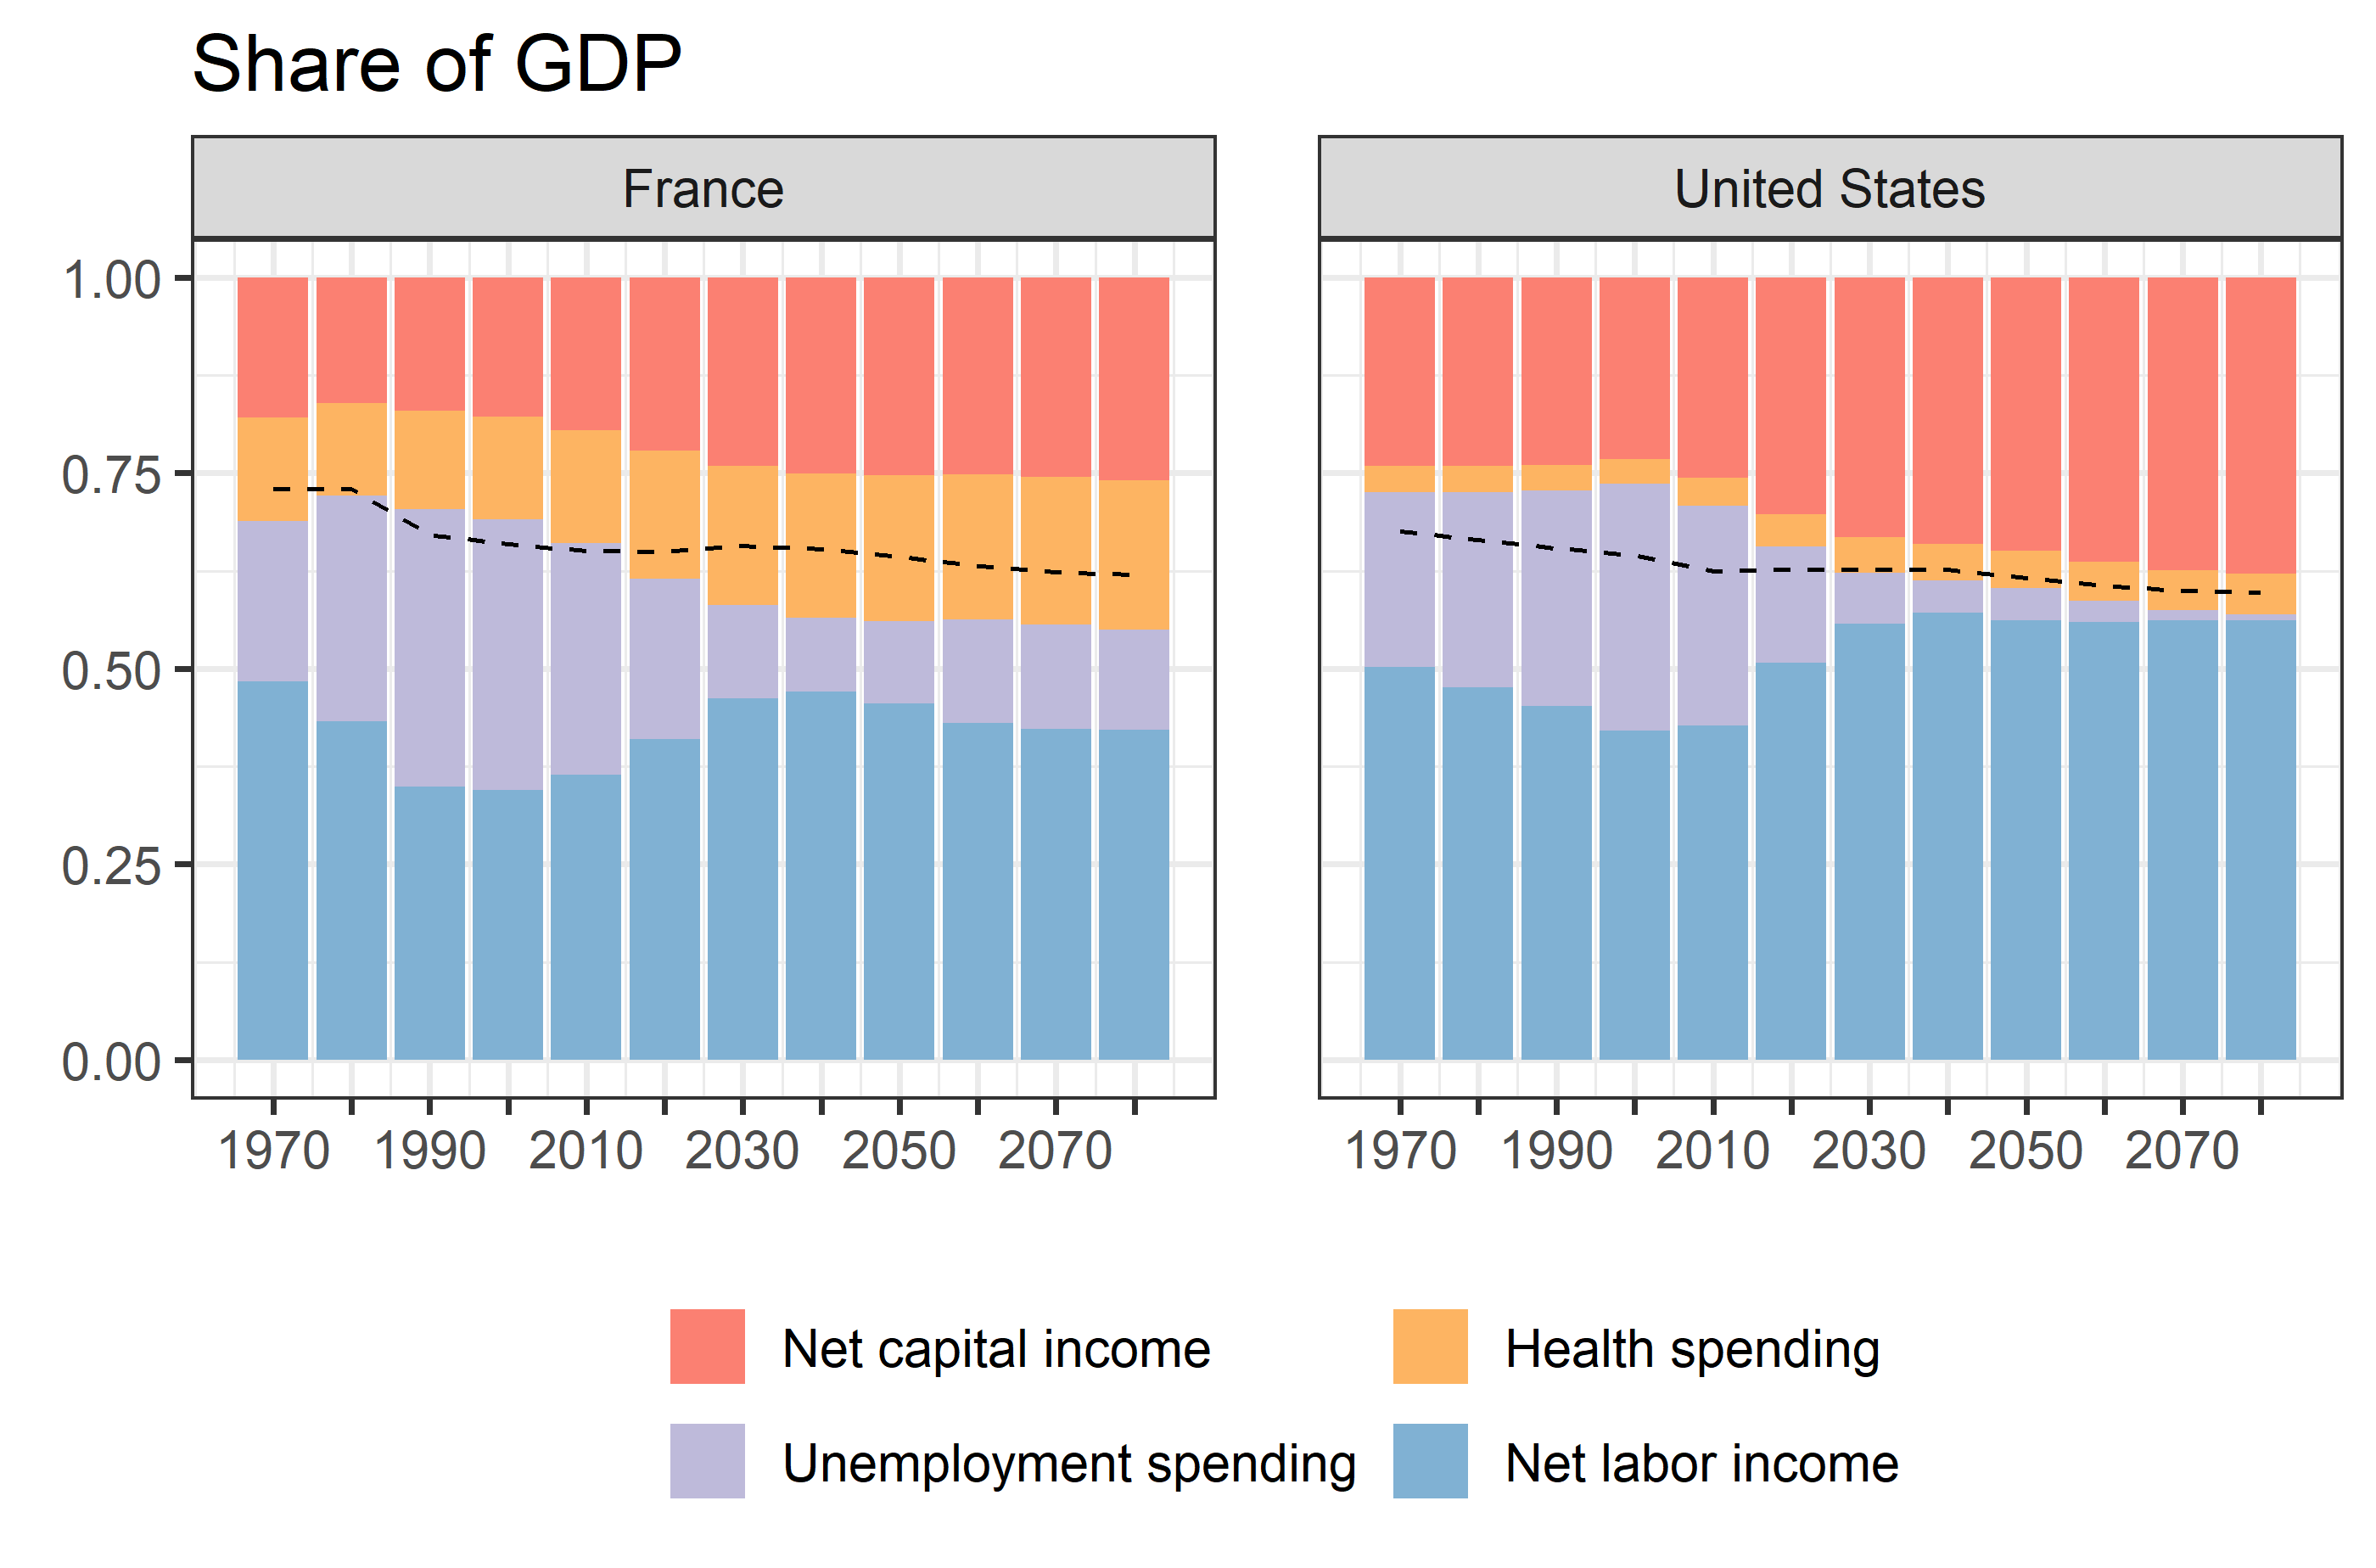 Share of GDP
France
United States
1.00
0.75
0.50
0.25
0.00
1970 1990 2010 2030 2050 2070
1970 1990 2010 2030 2050 2070
Net capital income
Health spending
Unemployment spending
Net labor income